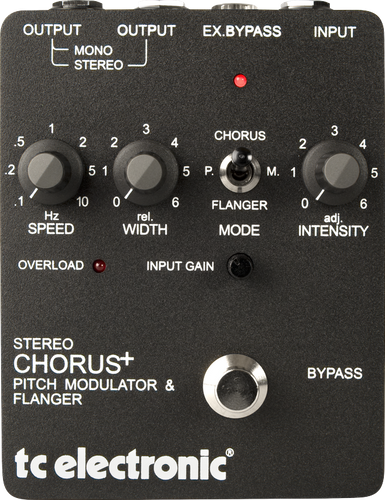 OUTPUT OUTPUT EX.BYPASS INPUT
MONO
STEREO
CHORUS
P. M.
FLANGER
MODE
.1 .2 .5 1 2 5 10
Hz
SPEED
0 2 3 4 5 6
rel.
WIDTH
0 2 3 4 5 6
adj.
INTENSITY
OVERLOAD INPUT GAIN
STEREO
CHORUS+
PITCH MODULATOR &
FLANGER
BYPASS
tc electronic®